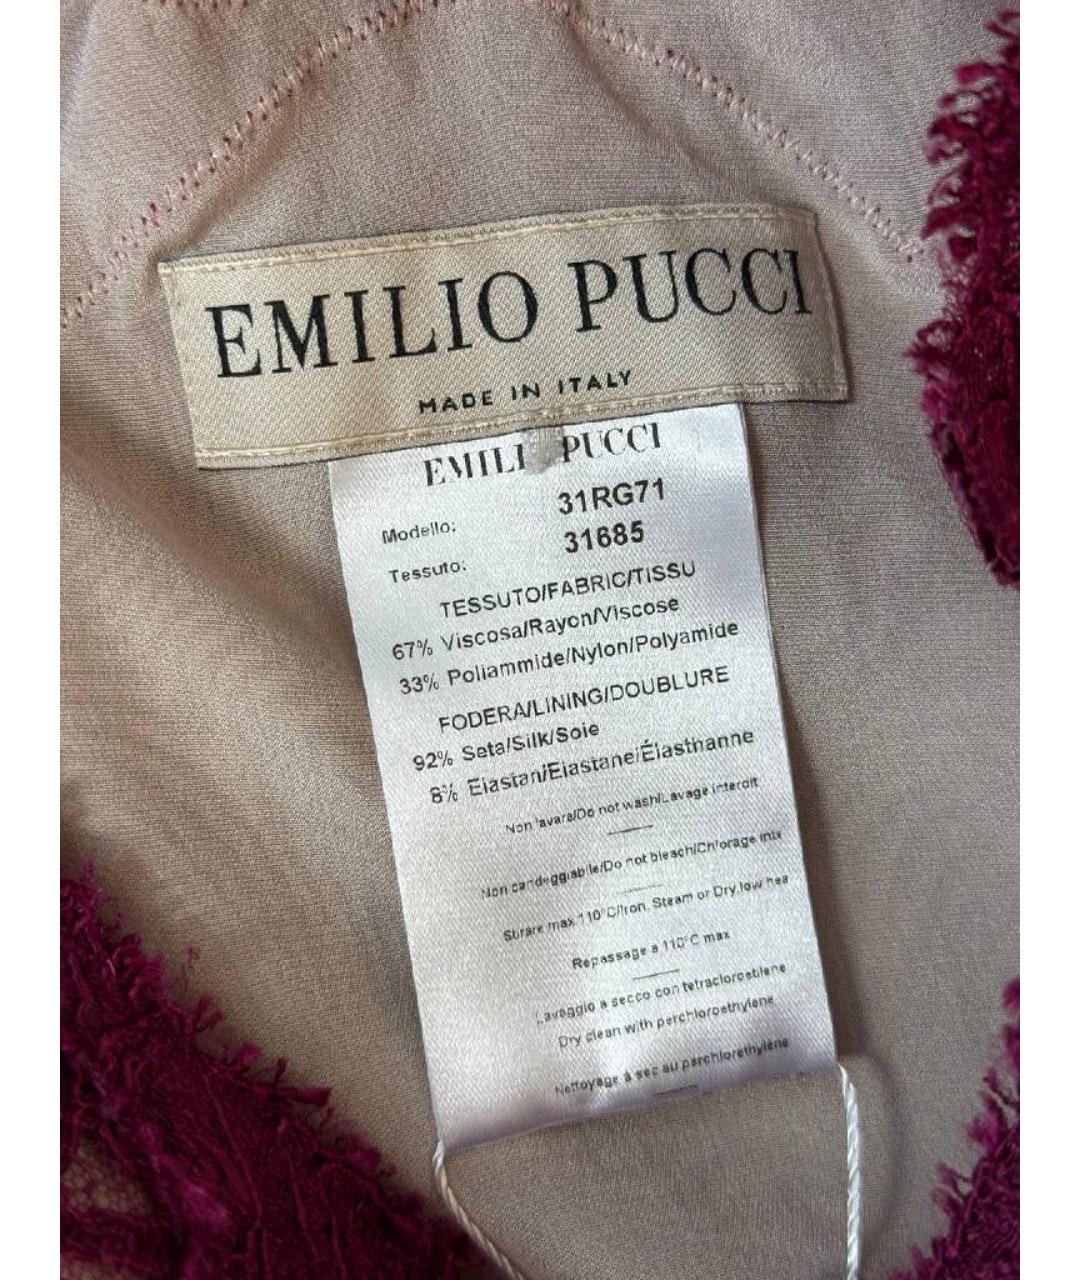 EMILIO PUCCI
MADE IN ITALY
EMILI PUCCI
Modello: 31RG71
Tessuto: 31685
TESSUTO/FABRIC/TISSU
67% Viscosa/Rayon/Viscose
33% Poliammide/Nylon/Polyamide
FODERA/LINING/DOUBLURE
92% Seta/Silk/Soie
8% Elastan/Elastane/Élasthanne
Non lavare/Do not wash/Lavage interdit
Non candeggiabile/Do not bleach/Chlorage inte
Stirare max 110°C/Iron, Steam or Dry, low hea
Repassage a 110°C max
Lavaggio a secco con tetracloroetilene
Dry clean with perchloroethylene
Nettoyage à sec au perchlorethylène